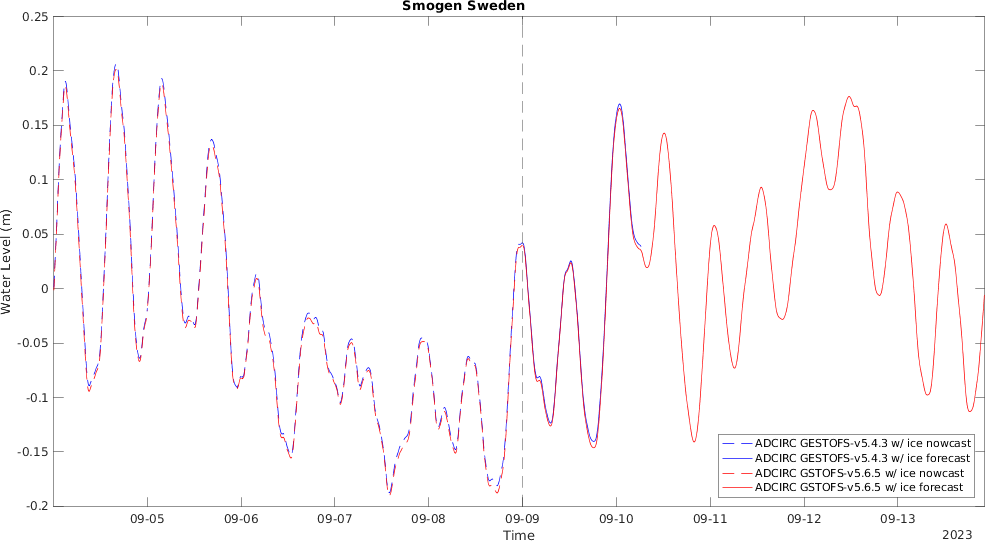 Smogen Sweden
0.25
0.2
0.15
0.1
0.05
0
-0.05
-0.1
-0.15
-0.2
Water Level (m)
09-05 09-06 09-07 09-08 09-09 09-10 09-11 09-12 09-13
Time
2023
ADCIRC GESTOFS-v5.4.3 w/ ice nowcast
ADCIRC GESTOFS-v5.4.3 w/ ice forecast
ADCIRC GSTOFS-v5.6.5 w/ ice nowcast
ADCIRC GSTOFS-v5.6.5 w/ ice forecast